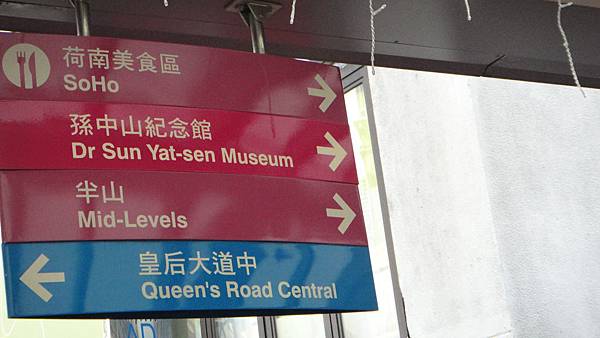 荷南美食區
SoHo
孫中山紀念館
Dr Sun Yat-sen Museum
半山
Mid-Levels
皇后大道中
Queen's Road Central
AD